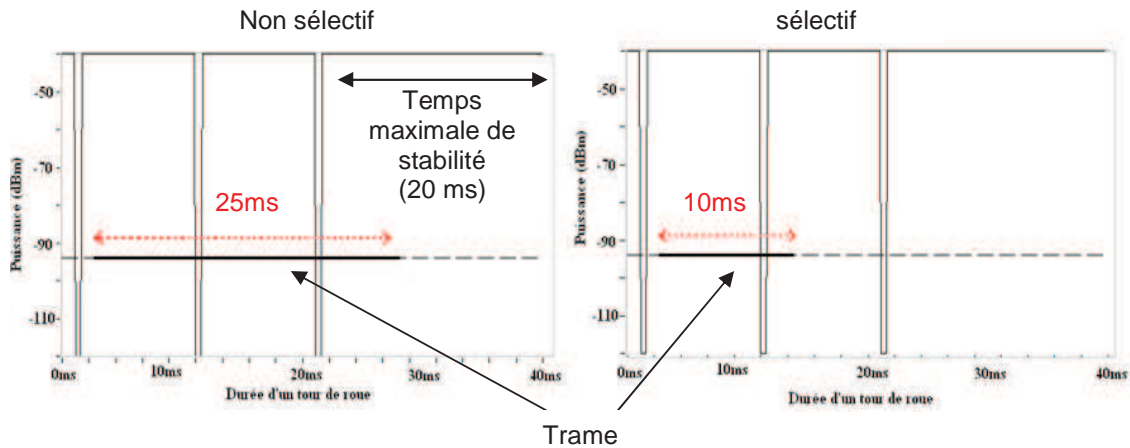 Non sélectif
sélectif
Puissance (dBm)
-50
-70
-90
-110
Temps
maximale de
stabilité
(20 ms)
25ms
0ms 10ms 20ms 30ms 40ms
Durée d'un tour de roue
Puissance (dBm)
-50
-70
-90
-110
10ms
0ms 10ms 20ms 30ms 40ms
Durée d'un tour de roue
Trame